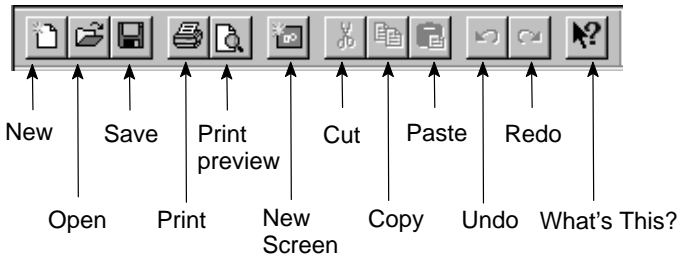 New
Save
Print
preview
Cut
Paste
Redo
Open
Print
New
Screen
Copy
Undo
What's This?